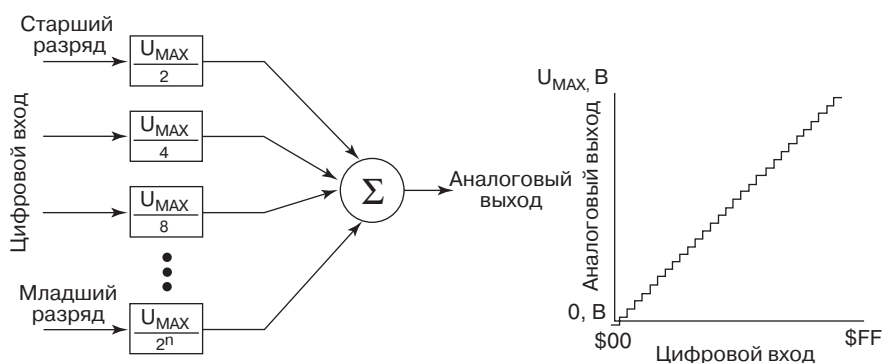 Старший
разряд
U_MAX
2
U_MAX
4
U_MAX
8
Младший
разряд
U_MAX
2ⁿ
Цифровой вход
Σ
Аналоговый
выход
U_MAX, В
Аналоговый выход
0, В
$00
$FF
Цифровой вход